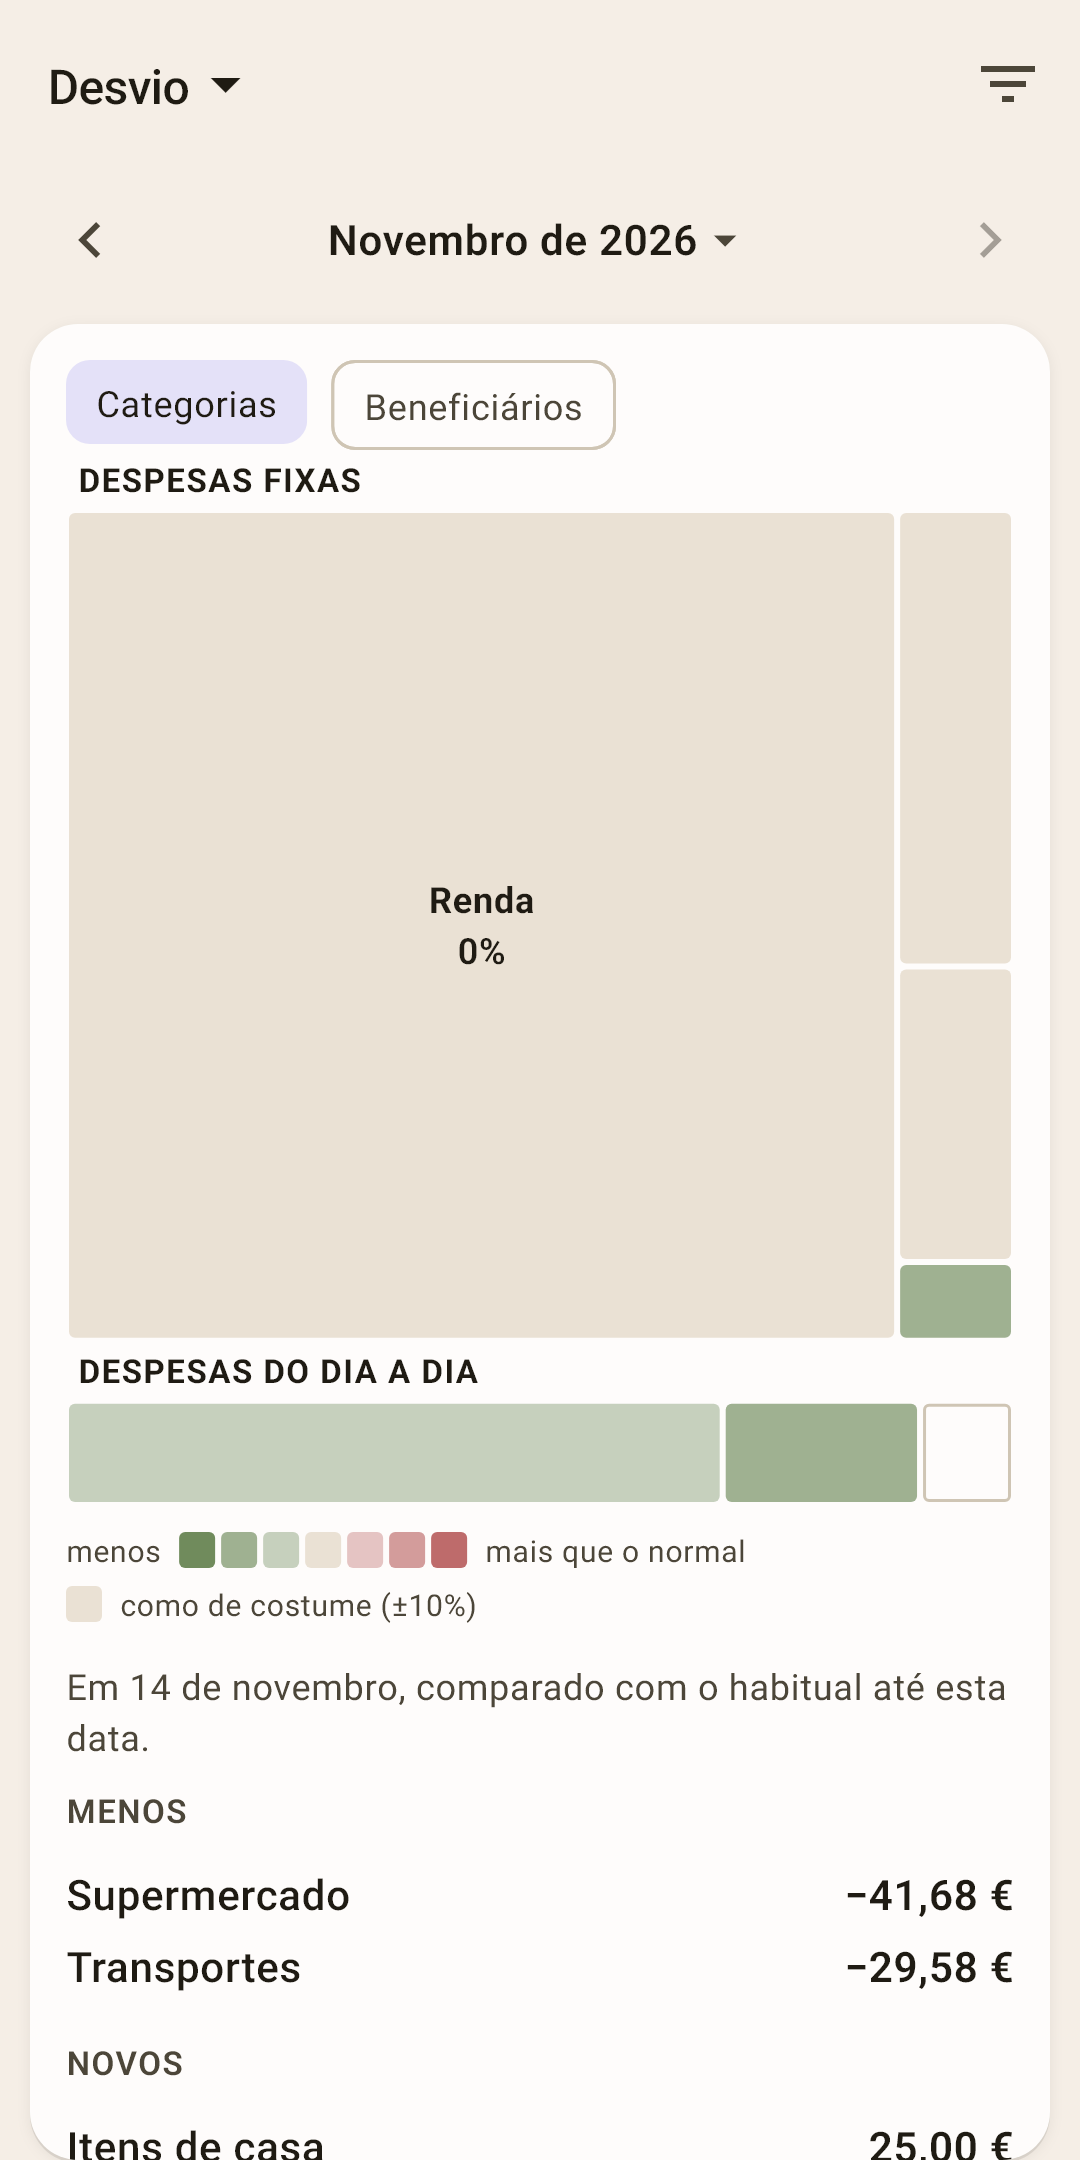 Desvio
Novembro de 2026
Categorias
Beneficiários
DESPESAS FIXAS
Renda
0%
DESPESAS DO DIA A DIA
menos
mais que o normal
como de costume (±10%)
Em 14 de novembro, comparado com o habitual até esta
data.
MENOS
Supermercado −41,68 €
Transportes −29,58 €
NOVOS
Itens de casa 25,00 €